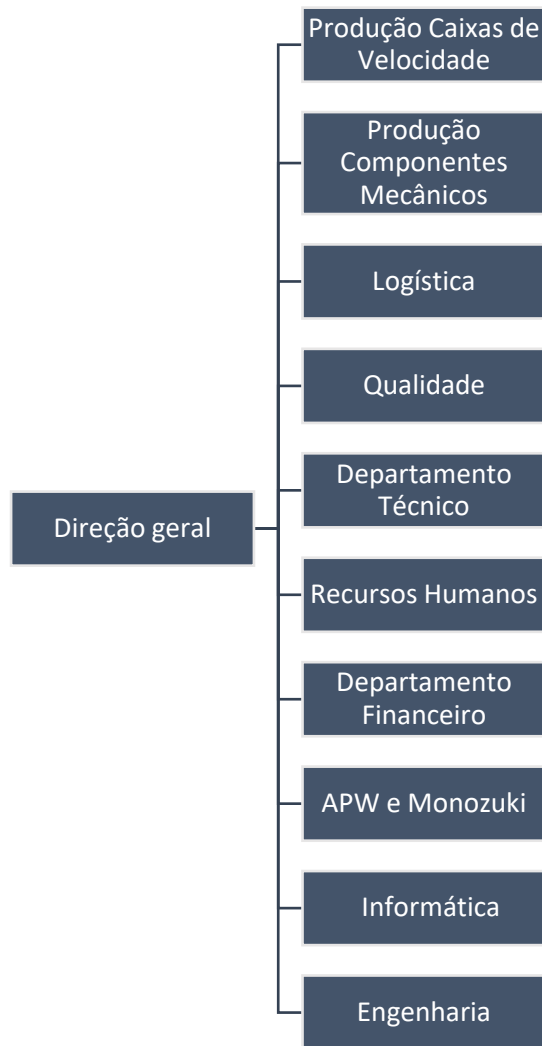 Produção Caixas de
Velocidade
Produção
Componentes
Mecânicos
Logística
Qualidade
Departamento
Técnico
Direção geral
Recursos Humanos
Departamento
Financeiro
APW e Monozuki
Informática
Engenharia